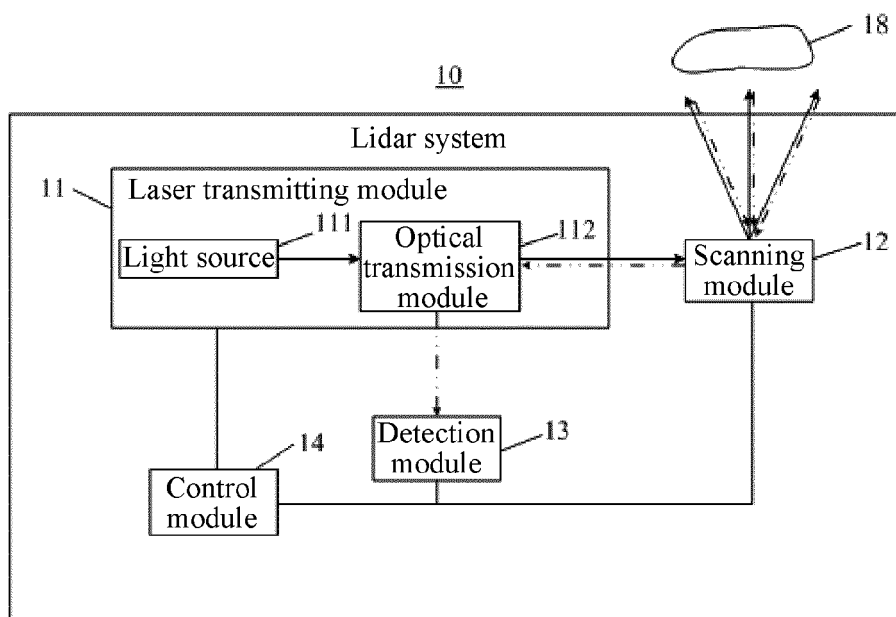 18
10
Lidar system
11
Laser transmitting module
111
112
Light source
Optical
transmission
module
12
Scanning
module
13
Detection
module
14
Control
module